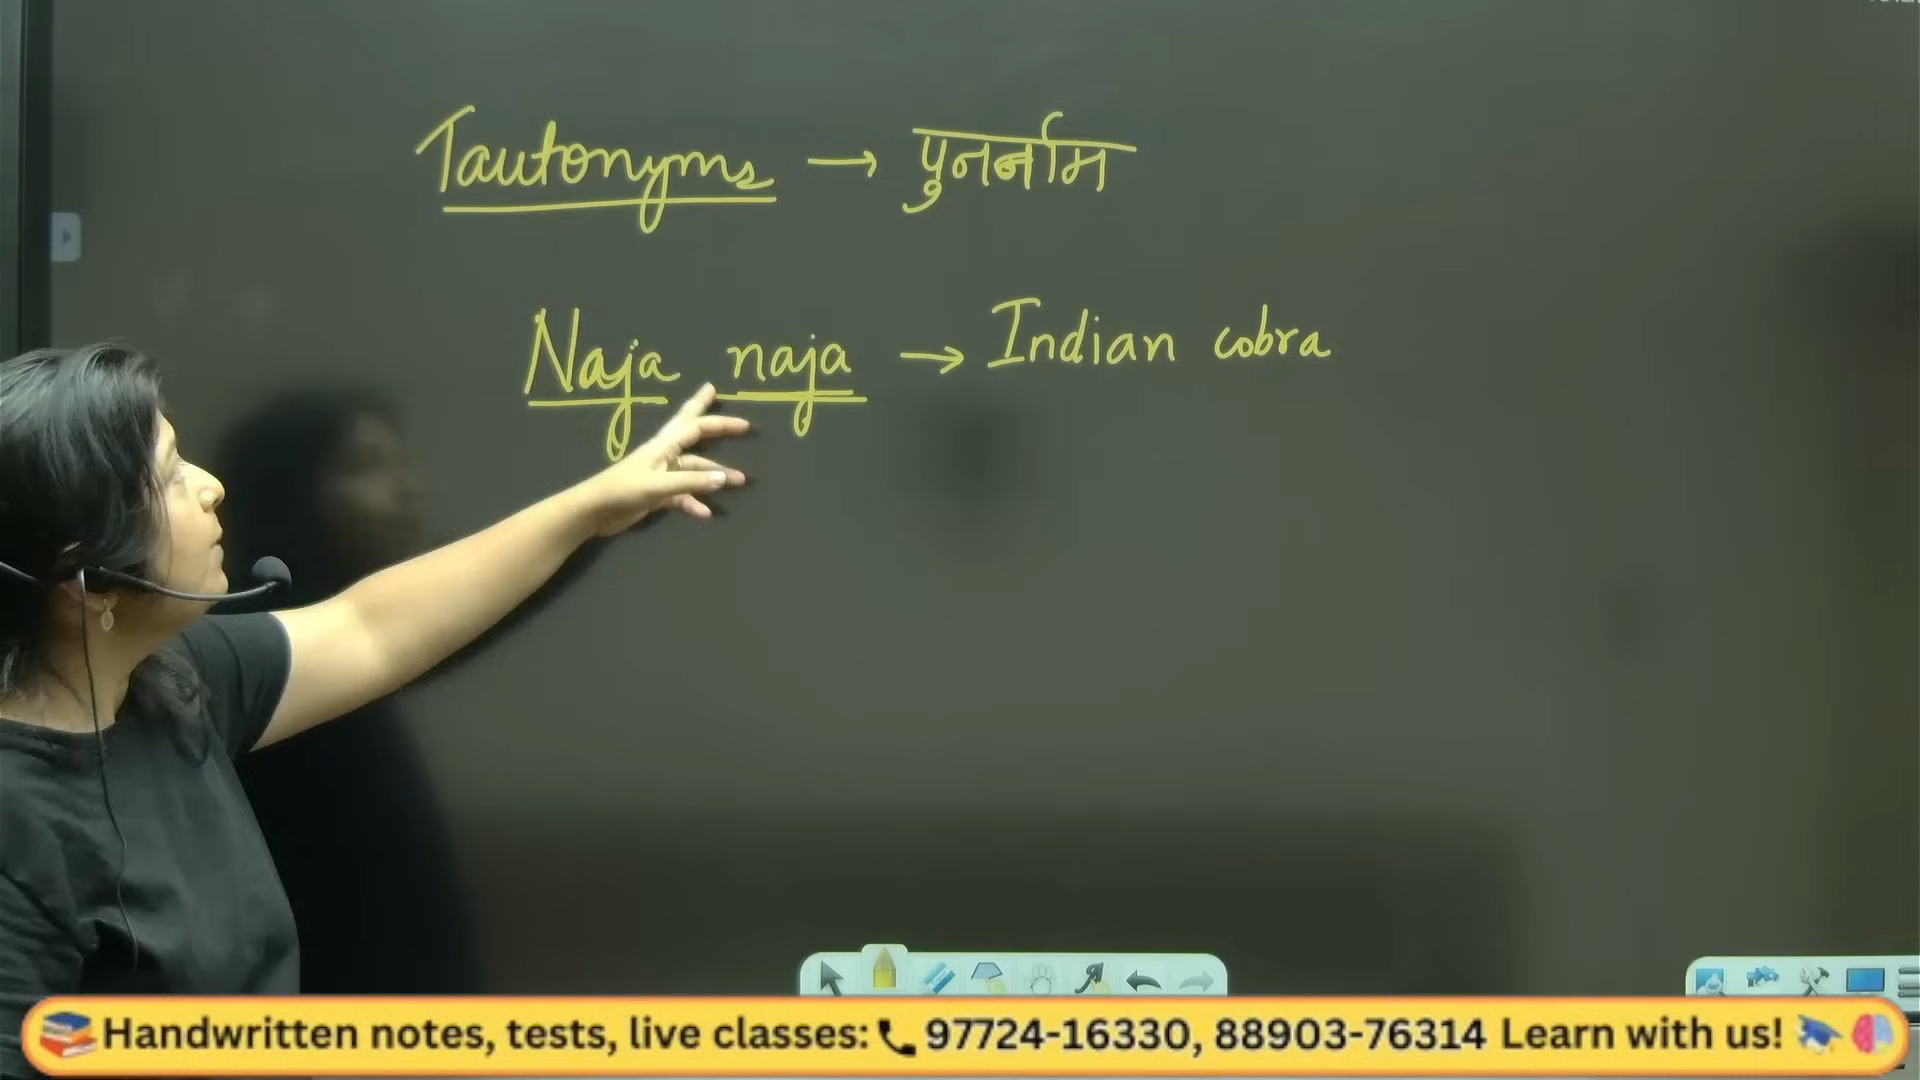 Tautonyms → पुनर्नाम
Naja naja → Indian cobra
Handwritten notes, tests, live classes: 97724-16330, 88903-76314 Learn with us!